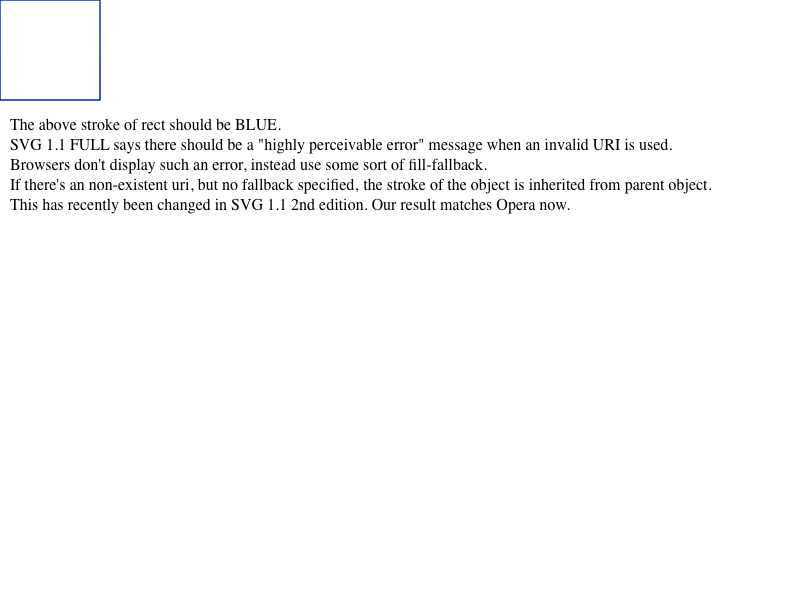 The above stroke of rect should be BLUE.
SVG 1.1 FULL says there should be a "highly perceivable error" message when an invalid URI is used.
Browsers don't display such an error, instead use some sort of fill-fallback.
If there's an non-existent uri, but no fallback specified, the stroke of the object is inherited from parent object.
This has recently been changed in SVG 1.1 2nd edition. Our result matches Opera now.